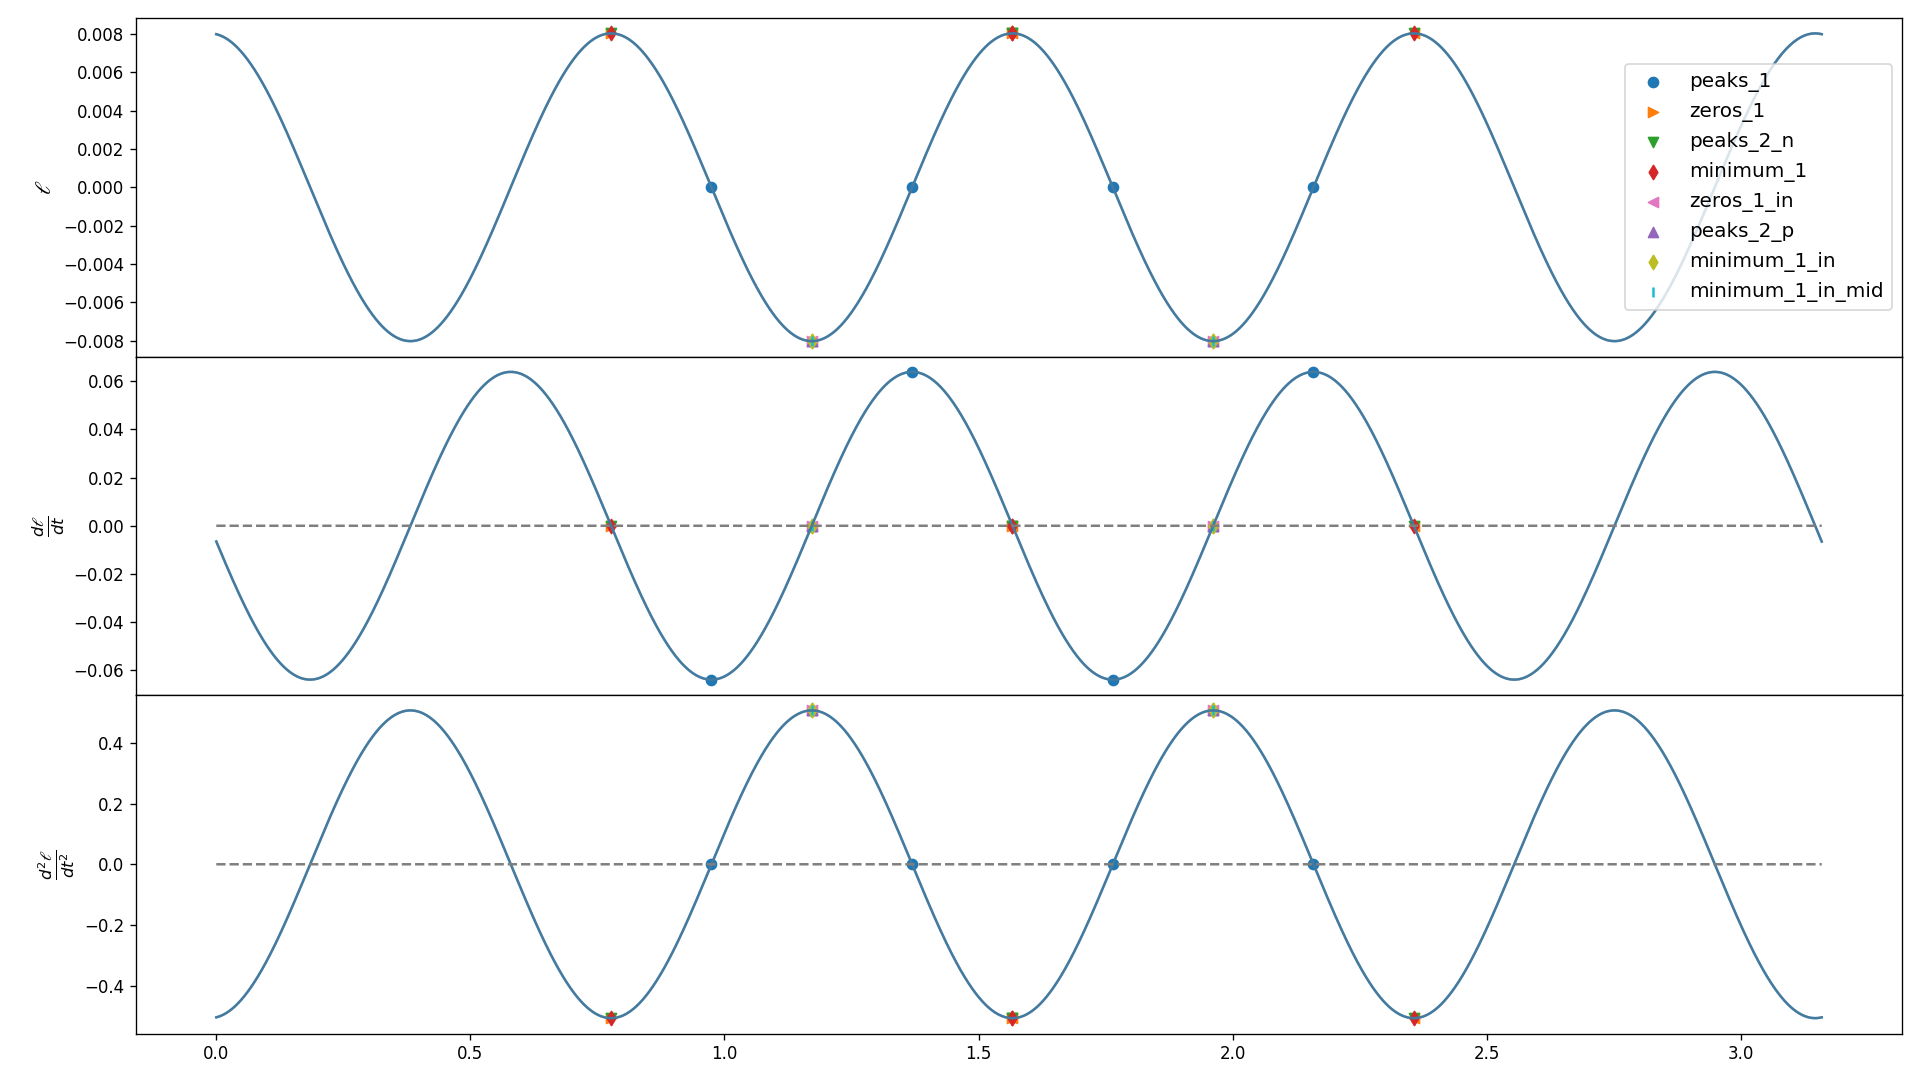 0.008
0.006
0.004
0.002
0.000
−0.002
−0.004
−0.006
−0.008
ℓ
peaks_1
zeros_1
peaks_2_n
minimum_1
zeros_1_in
peaks_2_p
minimum_1_in
minimum_1_in_mid
0.06
0.04
0.02
0.00
−0.02
−0.04
−0.06
dℓ
dt
0.4
0.2
0.0
−0.2
−0.4
d²ℓ
dt²
0.0 0.5 1.0 1.5 2.0 2.5 3.0